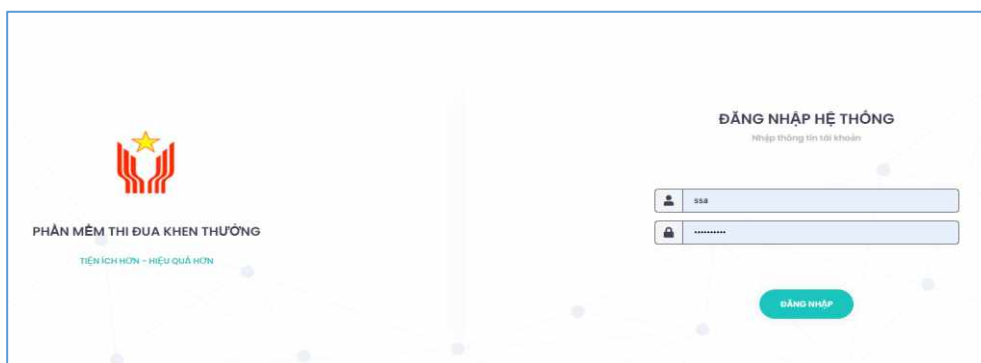 PHẦN MỀM THI ĐUA KHEN THƯỞNG
TIỆN ÍCH HƠN - HIỆU QUẢ HƠN
ĐĂNG NHẬP HỆ THỐNG
Nhập thông tin tài khoản
ssa
••••••••••
ĐĂNG NHẬP